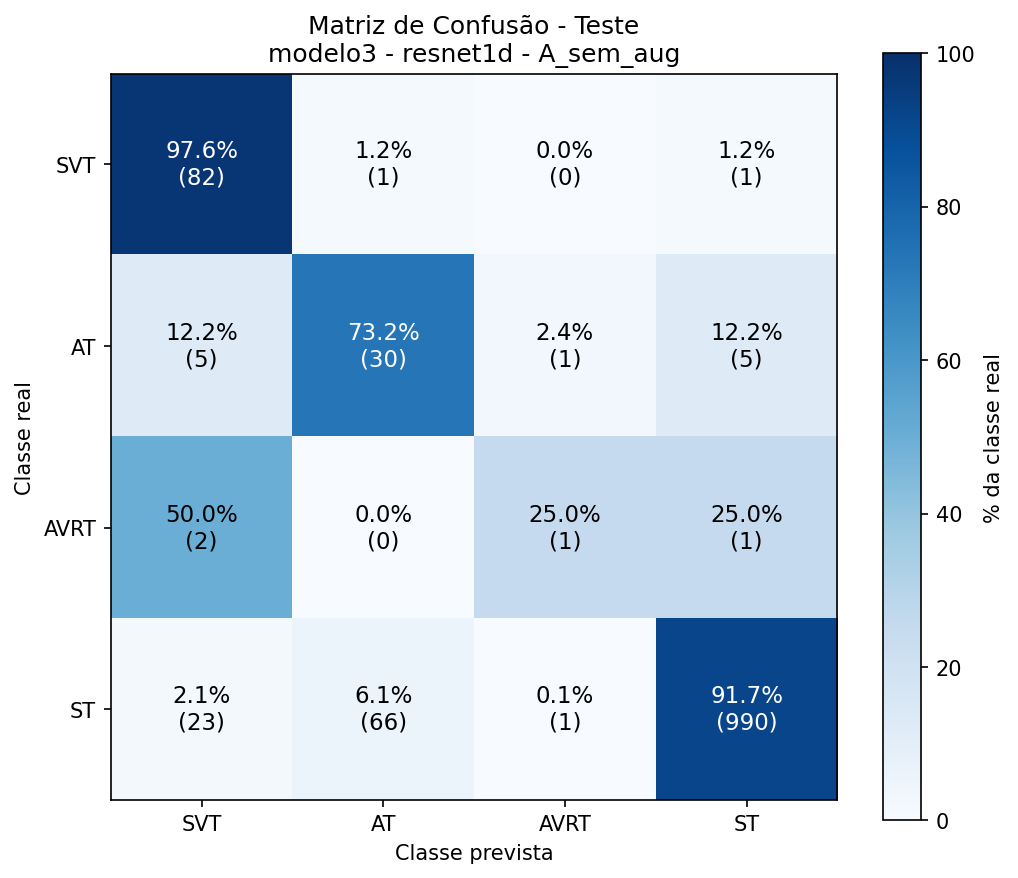 Matriz de Confusão - Teste
modelo3 - resnet1d - A_sem_aug
100
80
60
40
20
0
% da classe real
Classe real
SVT
97.6%
(82)
1.2%
(1)
0.0%
(0)
1.2%
(1)
AT
12.2%
(5)
73.2%
(30)
2.4%
(1)
12.2%
(5)
AVRT
50.0%
(2)
0.0%
(0)
25.0%
(1)
25.0%
(1)
ST
2.1%
(23)
6.1%
(66)
0.1%
(1)
91.7%
(990)
SVT
AT
AVRT
ST
Classe prevista